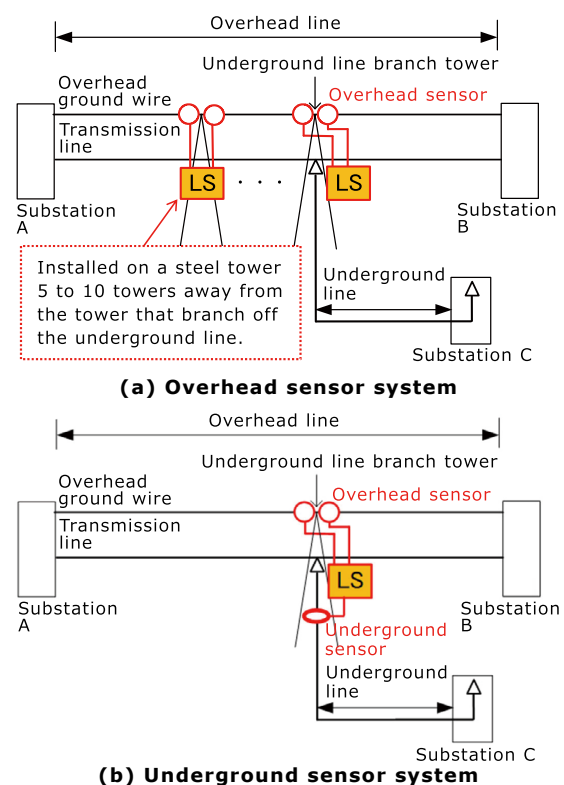 Overhead line
Underground line branch tower
Overhead
ground wire
Overhead sensor
Transmission
line
LS
. . .
LS
Substation
A
Substation
B
Installed on a steel tower
5 to 10 towers away from
the tower that branch off
the underground line.
Underground
line
Substation C
(a) Overhead sensor system
Overhead line
Underground line branch tower
Overhead
ground wire
Overhead sensor
Transmission
line
LS
Substation
A
Substation
B
Underground
sensor
Underground
line
Substation C
(b) Underground sensor system